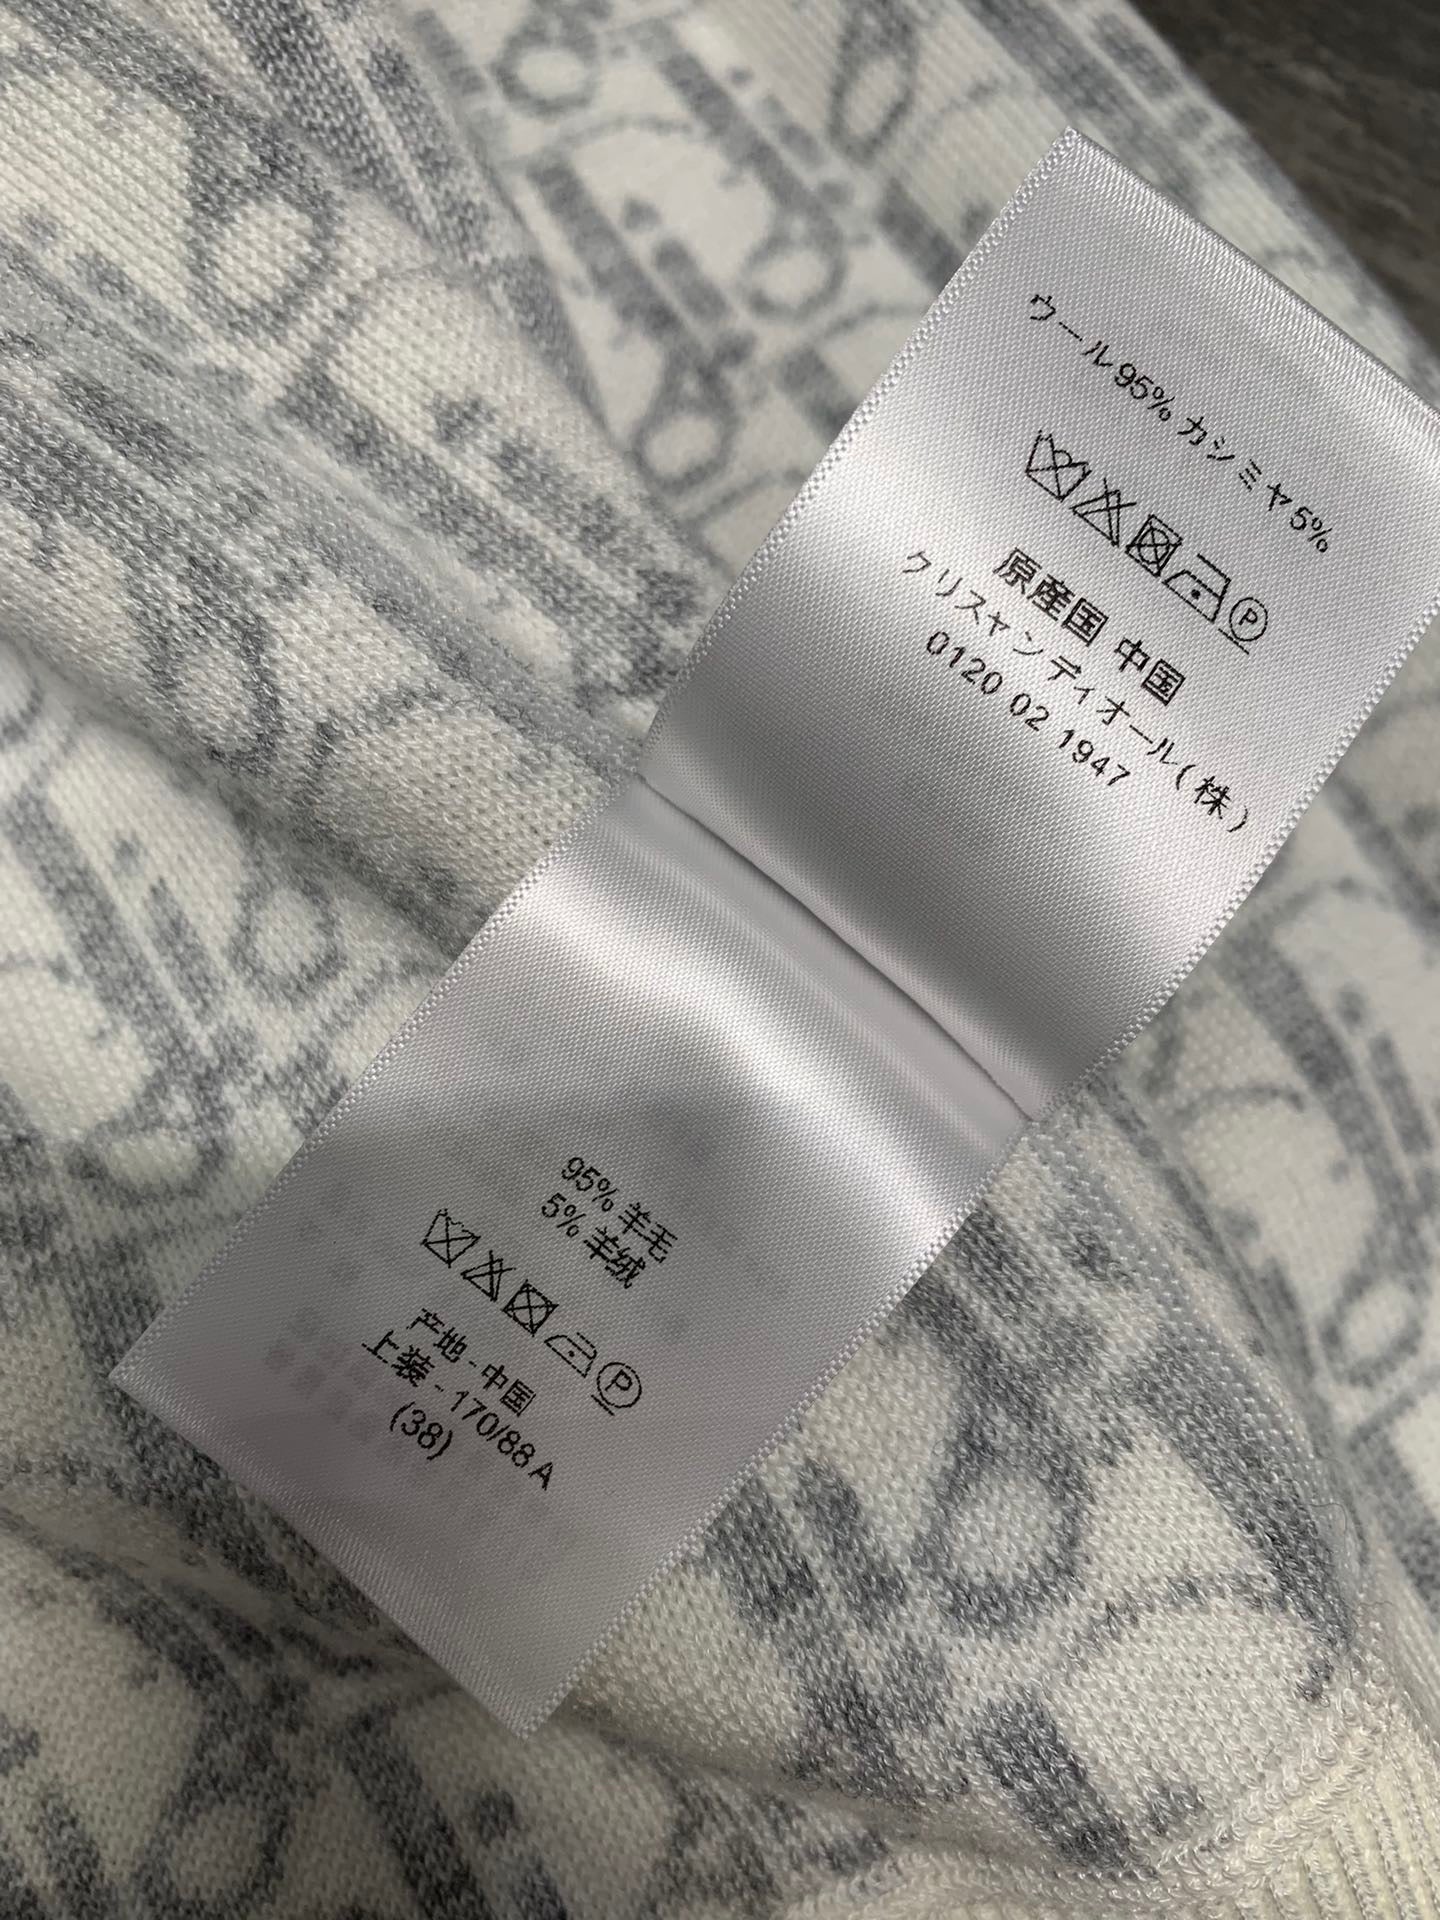 ウール95% カシミヤ5%
P
原産国 中国
クリスチャン ディオール(株)
0120 02 1947
95% 羊毛
5% 羊绒
P
产地 - 中国
上装 - 170/88 A
(38)